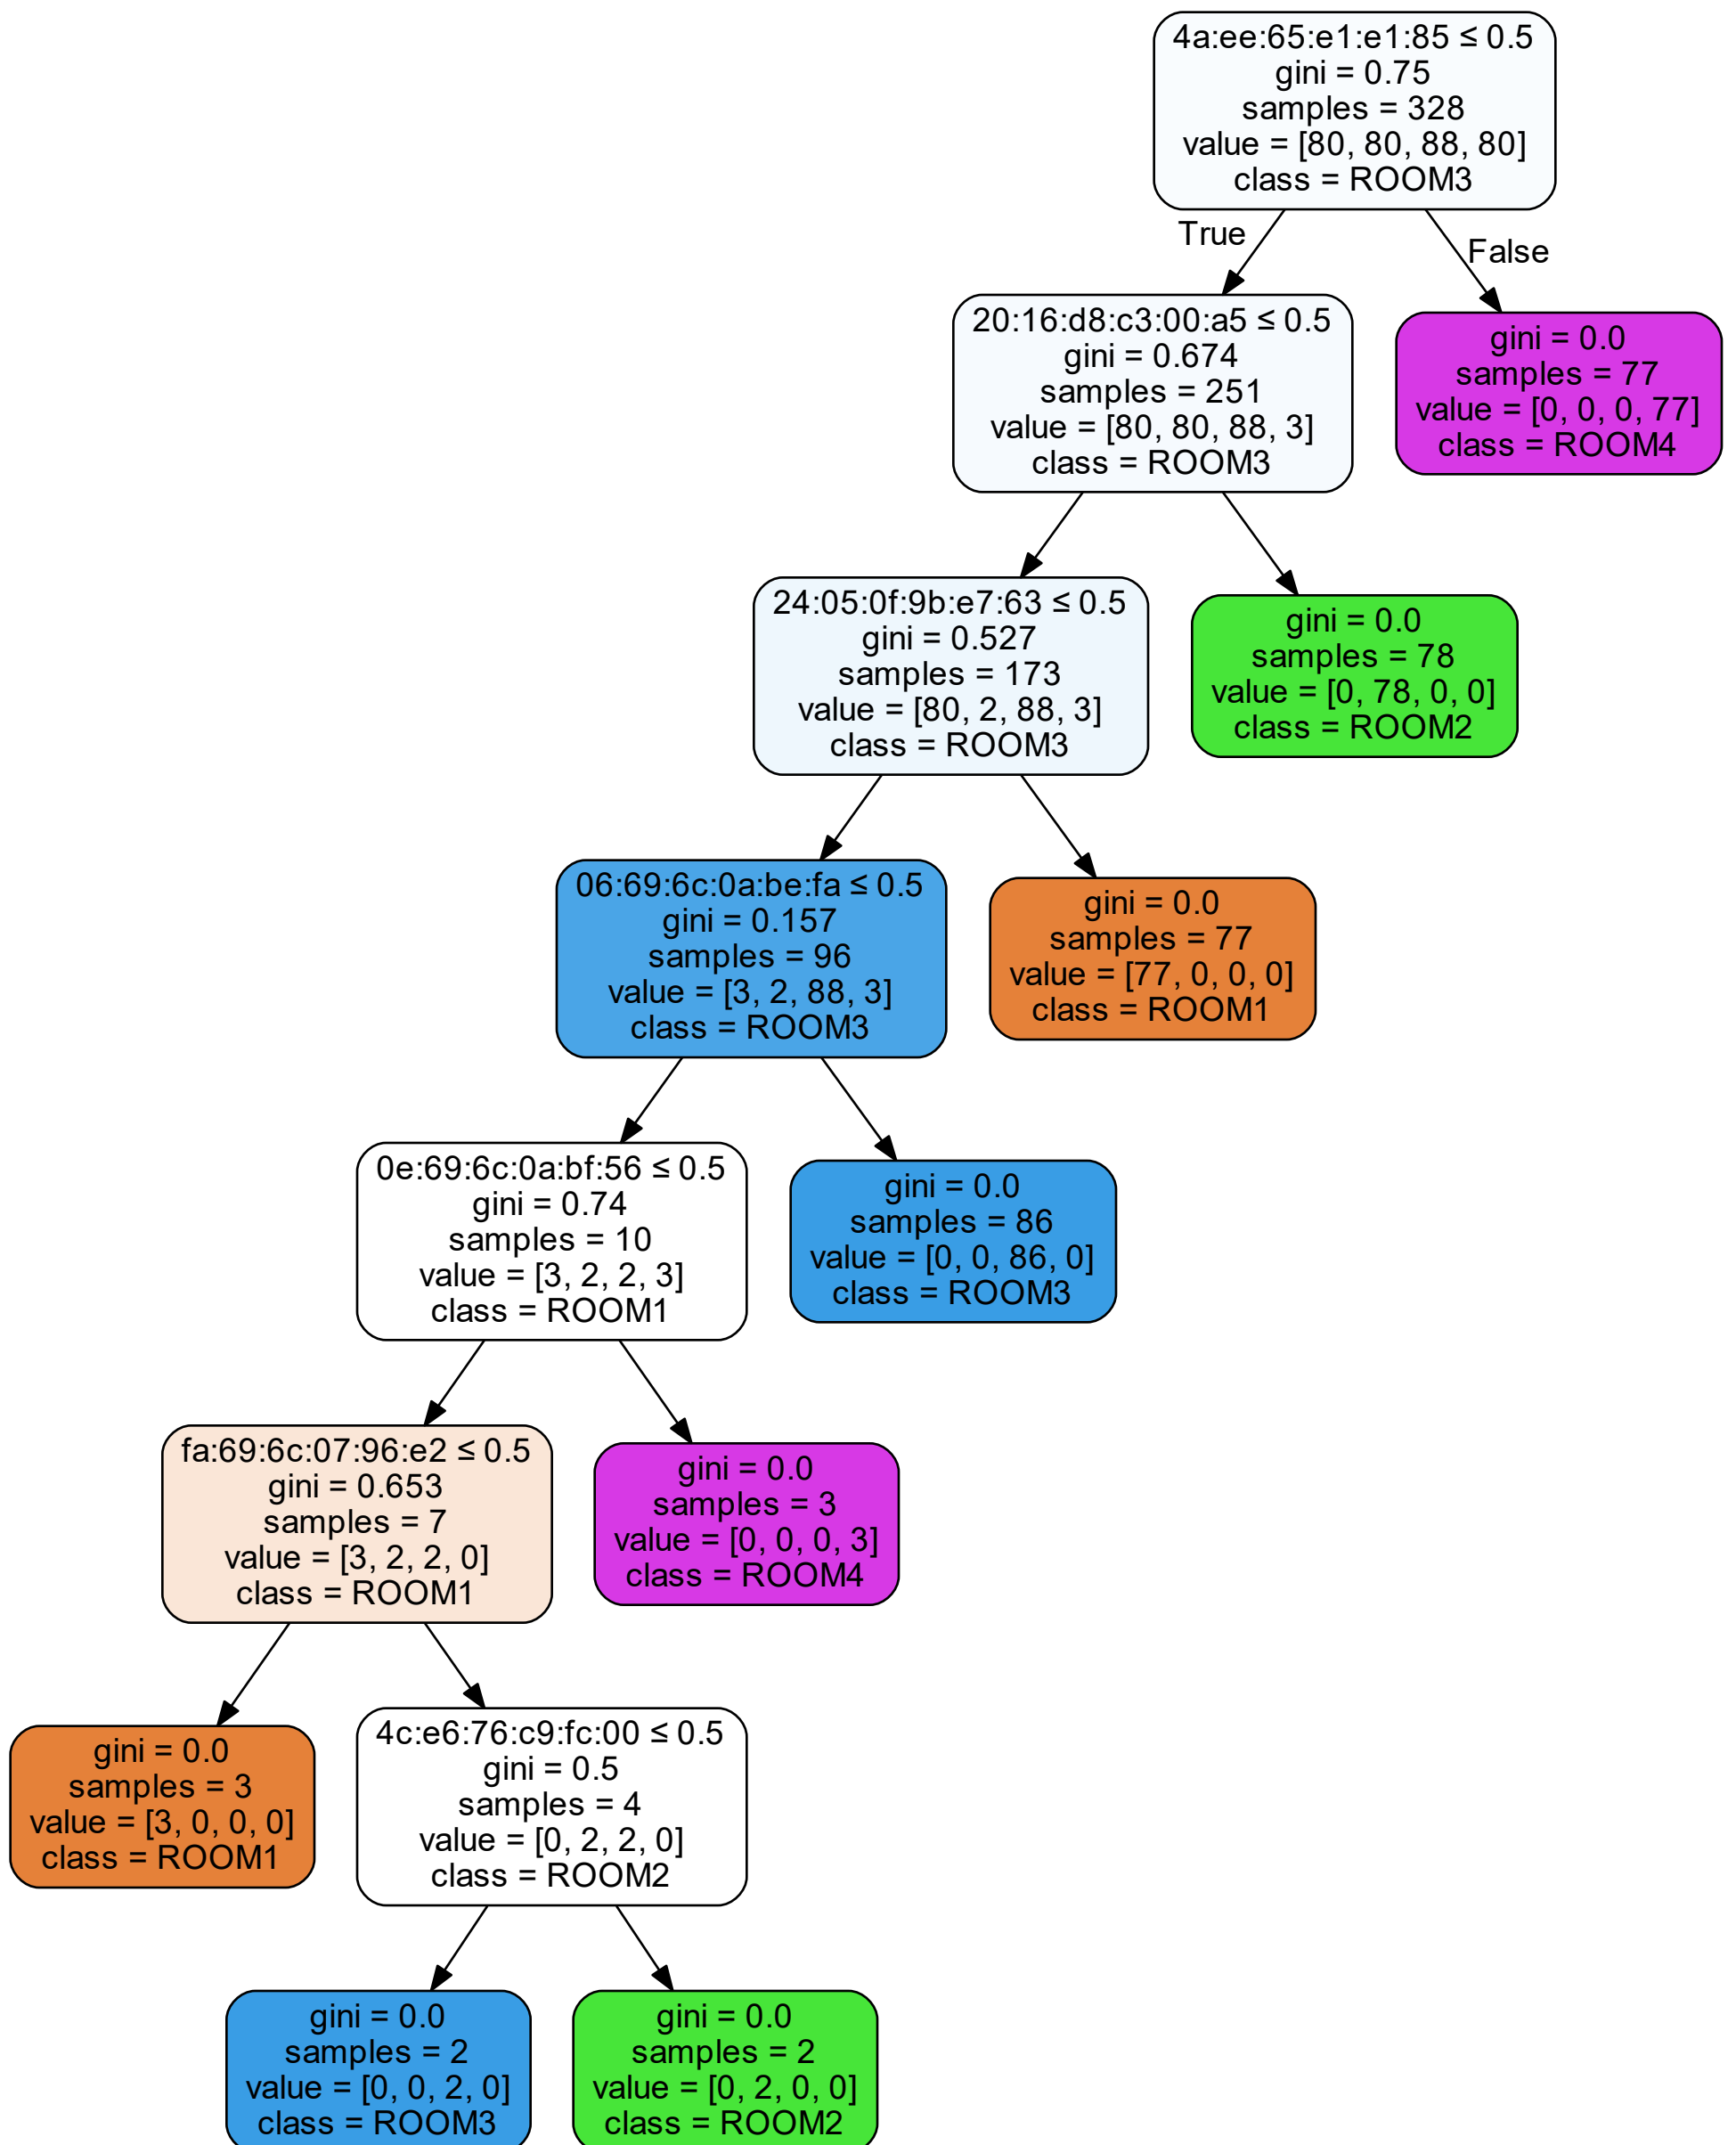 4a:ee:65:e1:e1:85 ≤ 0.5
gini = 0.75
samples = 328
value = [80, 80, 88, 80]
class = ROOM3
True
False
20:16:d8:c3:00:a5 ≤ 0.5
gini = 0.674
samples = 251
value = [80, 80, 88, 3]
class = ROOM3
gini = 0.0
samples = 77
value = [0, 0, 0, 77]
class = ROOM4
24:05:0f:9b:e7:63 ≤ 0.5
gini = 0.527
samples = 173
value = [80, 2, 88, 3]
class = ROOM3
gini = 0.0
samples = 78
value = [0, 78, 0, 0]
class = ROOM2
06:69:6c:0a:be:fa ≤ 0.5
gini = 0.157
samples = 96
value = [3, 2, 88, 3]
class = ROOM3
gini = 0.0
samples = 77
value = [77, 0, 0, 0]
class = ROOM1
0e:69:6c:0a:bf:56 ≤ 0.5
gini = 0.74
samples = 10
value = [3, 2, 2, 3]
class = ROOM1
gini = 0.0
samples = 86
value = [0, 0, 86, 0]
class = ROOM3
fa:69:6c:07:96:e2 ≤ 0.5
gini = 0.653
samples = 7
value = [3, 2, 2, 0]
class = ROOM1
gini = 0.0
samples = 3
value = [0, 0, 0, 3]
class = ROOM4
gini = 0.0
samples = 3
value = [3, 0, 0, 0]
class = ROOM1
4c:e6:76:c9:fc:00 ≤ 0.5
gini = 0.5
samples = 4
value = [0, 2, 2, 0]
class = ROOM2
gini = 0.0
samples = 2
value = [0, 0, 2, 0]
class = ROOM3
gini = 0.0
samples = 2
value = [0, 2, 0, 0]
class = ROOM2